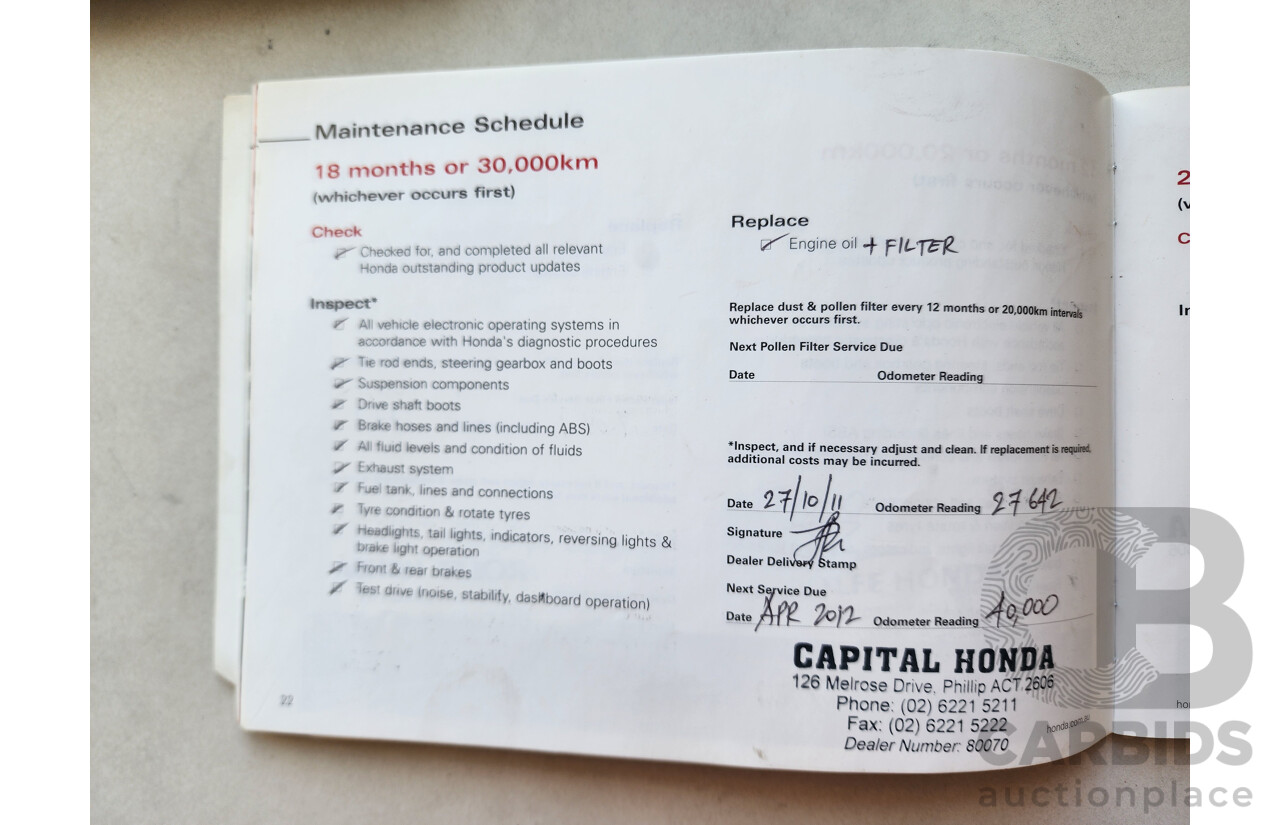 Maintenance Schedule
18 months or 30,000km
(whichever occurs first)
Check
Checked for, and completed all relevant
Honda outstanding product updates
Inspect*
All vehicle electronic operating systems in
accordance with Honda's diagnostic procedures
Tie rod ends, steering gearbox and boots
Suspension components
Drive shaft boots
Brake hoses and lines (including ABS)
All fluid levels and condition of fluids
Exhaust system
Fuel tank, lines and connections
Tyre condition & rotate tyres
Headlights, tail lights, indicators, reversing lights &
brake light operation
Front & rear brakes
Test drive (noise, stability, dashboard operation)
22
Replace
Engine oil + FILTER
Replace dust & pollen filter every 12 months or 20,000km intervals
whichever occurs first.
Next Pollen Filter Service Due
Date Odometer Reading
*Inspect, and if necessary adjust and clean. If replacement is required,
additional costs may be incurred.
Date 27/10/11 Odometer Reading 27642
Signature
Dealer Delivery Stamp
Next Service Due
Date APR 2012 Odometer Reading 40,000
CAPITAL HONDA
126 Melrose Drive, Phillip ACT 2606
Phone: (02) 6221 5211
Fax: (02) 6221 5222
Dealer Number: 80070
honda.com.au
2
(v
C
In
ho
CB
CARBIDS
auctionplace